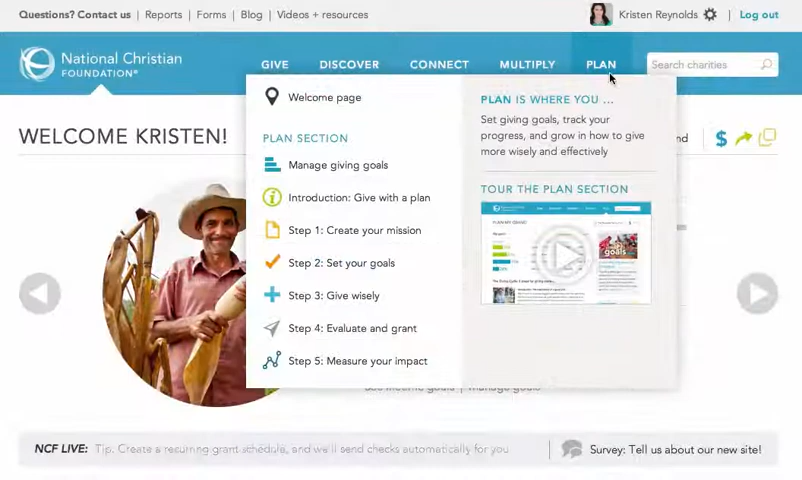 Questions? Contact us | Reports | Forms | Blog | Videos + resources
Kristen Reynolds | Log out
National Christian
FOUNDATION®
GIVE DISCOVER CONNECT MULTIPLY PLAN
Search charities
WELCOME KRISTEN!
Welcome page
PLAN SECTION
Manage giving goals
Introduction: Give with a plan
Step 1: Create your mission
Step 2: Set your goals
Step 3: Give wisely
Step 4: Evaluate and grant
Step 5: Measure your impact
PLAN IS WHERE YOU ...
Set giving goals, track your
progress, and grow in how to give
more wisely and effectively
TOUR THE PLAN SECTION
nd
$
See lifetime goals | Manage goals
NCF LIVE: Tip. Create a recurring grant schedule, and we'll send checks automatically for you
Survey: Tell us about our new site!